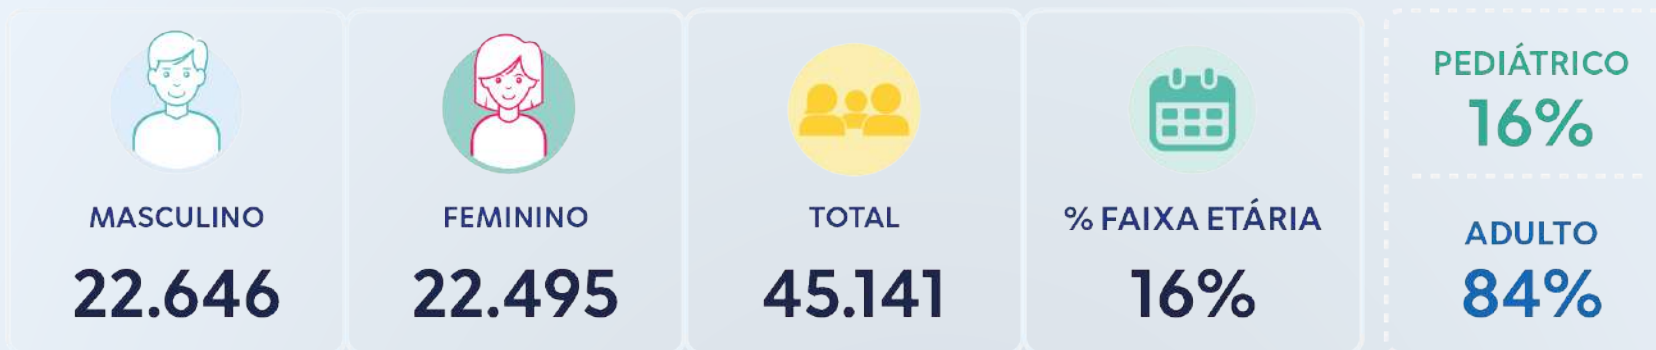 MASCULINO
22.646
FEMININO
22.495
TOTAL
45.141
% FAIXA ETÁRIA
16%
PEDIÁTRICO
16%
ADULTO
84%